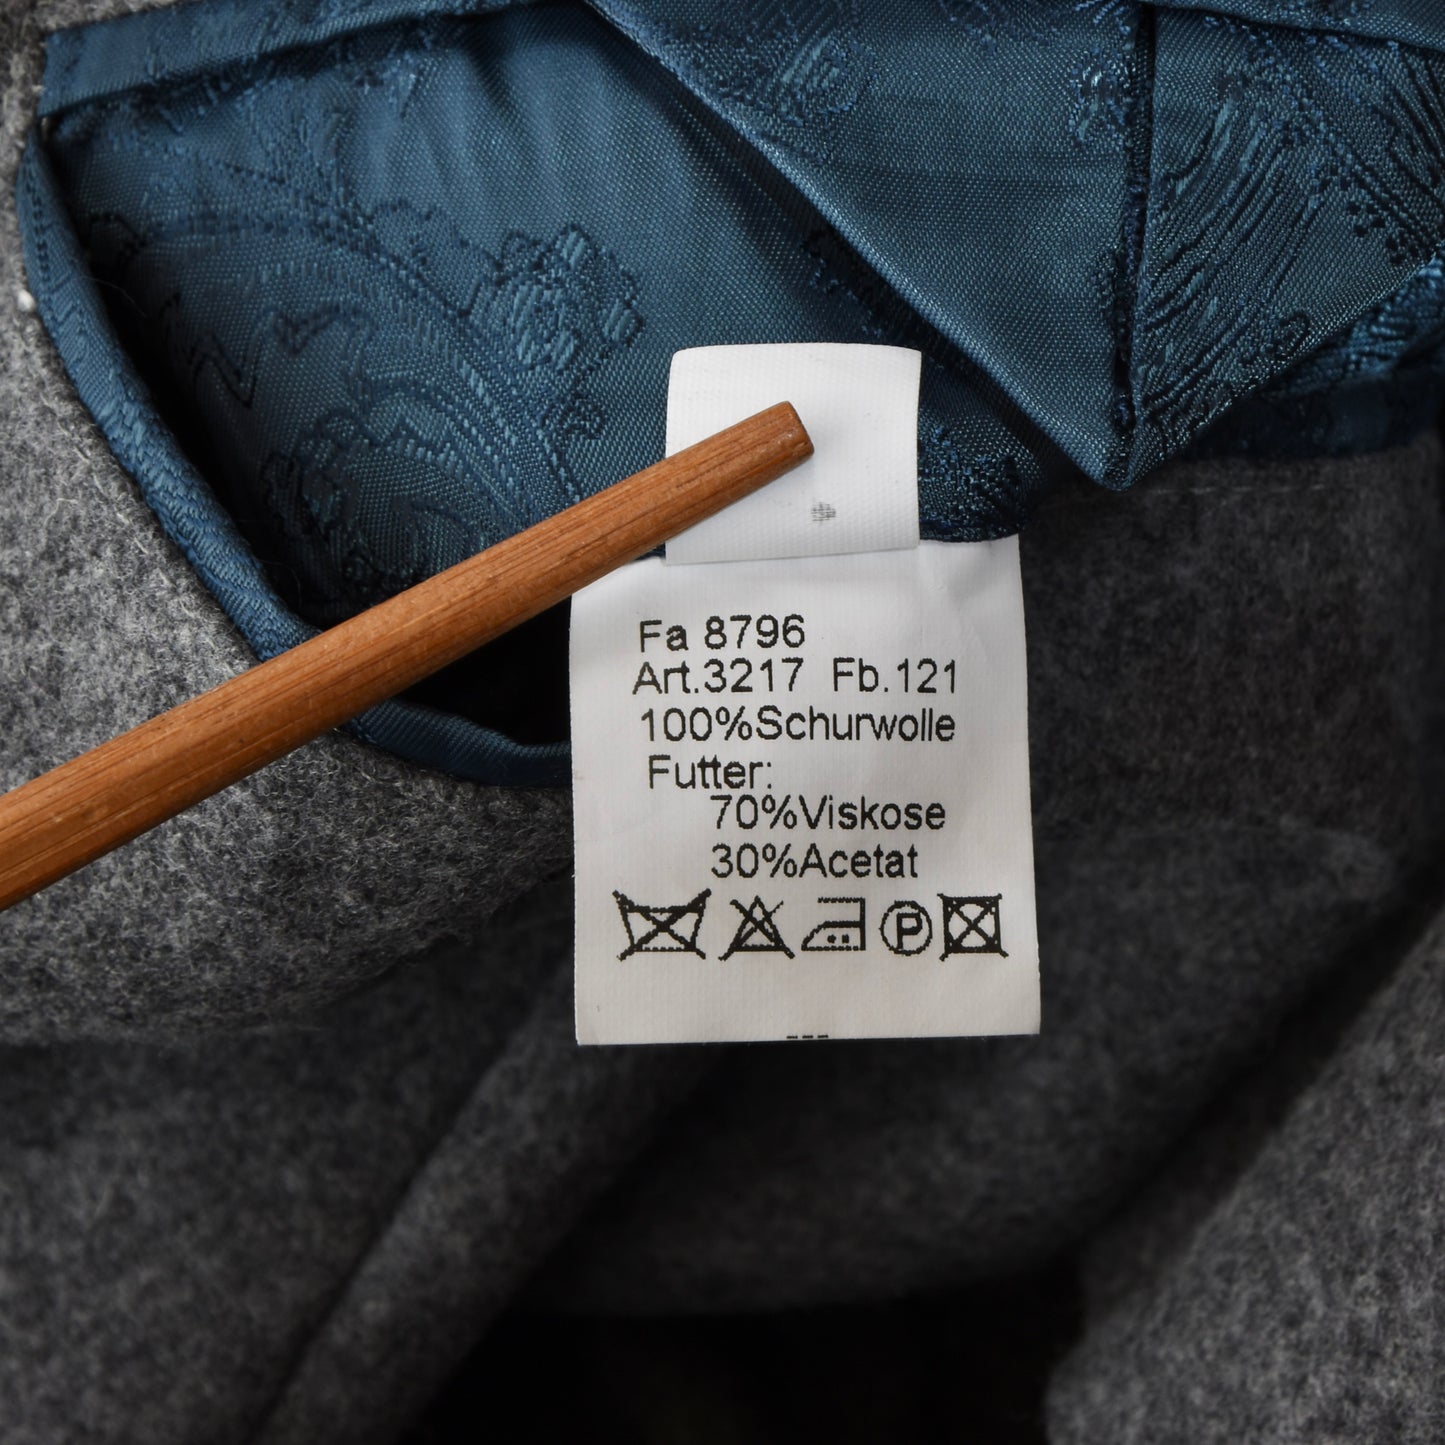 Fa 8796
Art.3217 Fb.121
100%Schurwolle
Futter:
70%Viskose
30%Acetat
P